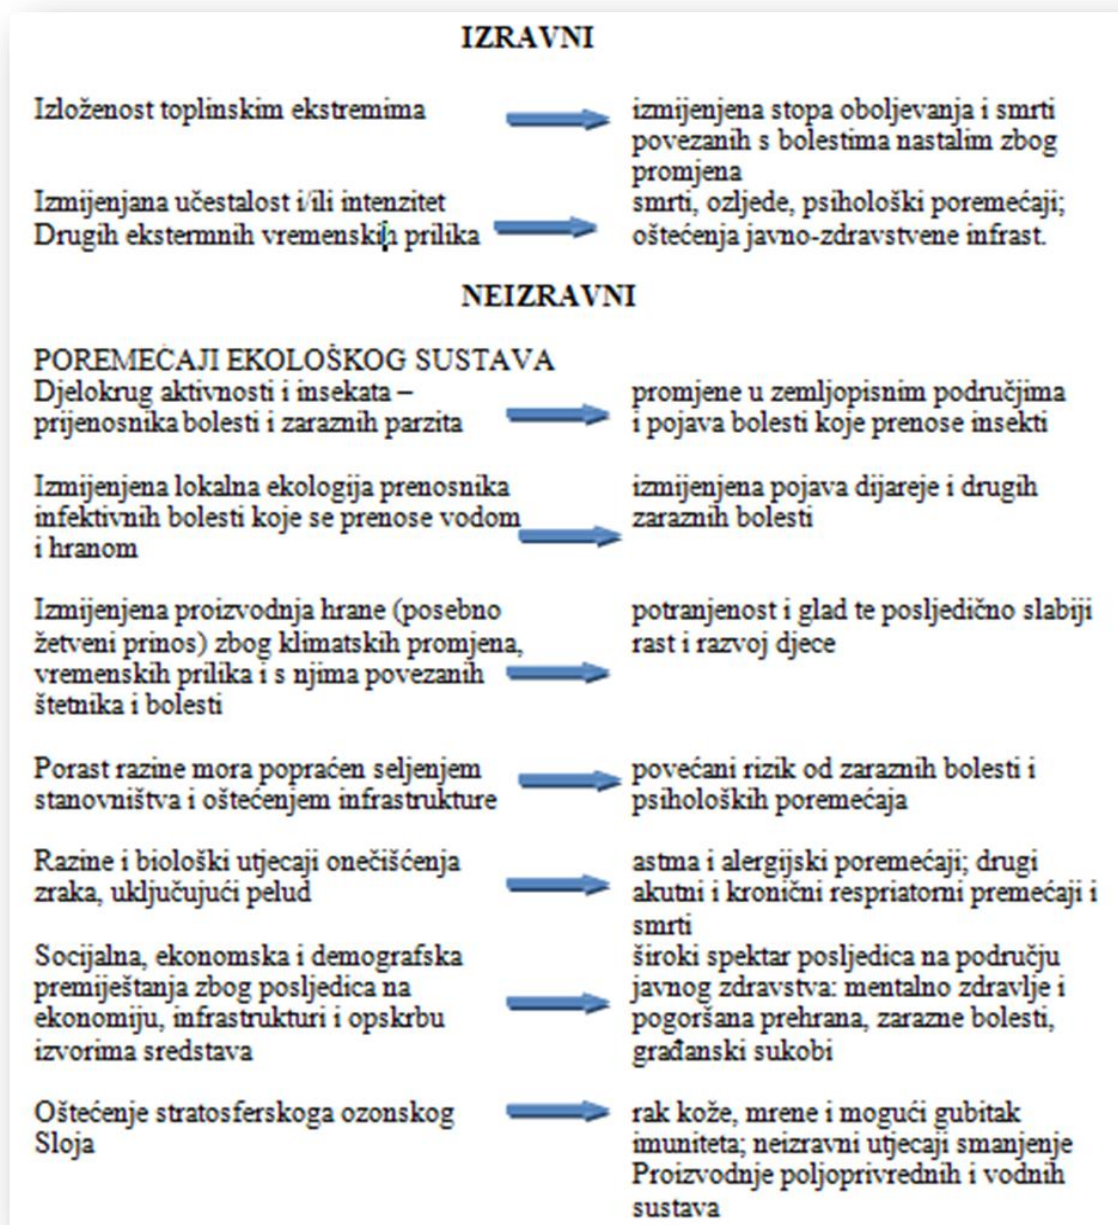 IZRAVNI
Izloženost toplinskim ekstremima
izmijenjena stopa oboljevanja i smrti
povezanih s bolestima nastalim zbog
promjena
Izmijenjana učestalost i/ili intenzitet
Drugih ekstermnih vremenskih prilika
smrti, ozljede, psihološki poremećaji;
oštećenja javno-zdravstvene infrast.
NEIZRAVNI
POREMEĆAJI EKOLOŠKOG SUSTAVA
Djelokrug aktivnosti i insekata –
prijenosnika bolesti i zaraznih parzita
promjene u zemljopisnim područjima
i pojava bolesti koje prenose insekti
Izmijenjena lokalna ekologija prenosnika
infektivnih bolesti koje se prenose vodom
i hranom
izmijenjena pojava dijareje i drugih
zaraznih bolesti
Izmijenjena proizvodnja hrane (posebno
žetveni prinos) zbog klimatskih promjena,
vremenskih prilika i s njima povezanih
štetnika i bolesti
potranjenost i glad te posljedično slabiji
rast i razvoj djece
Porast razine mora popraćen seljenjem
stanovništva i oštećenjem infrastrukture
povećani rizik od zaraznih bolesti i
psiholoških poremećaja
Razine i biološki utjecaji onečišćenja
zraka, uključujući pelud
astma i alergijski poremećaji; drugi
akutni i kronični respriatorni premećaji i
smrti
Socijalna, ekonomska i demografska
premiještanja zbog posljedica na
ekonomiju, infrastrukturi i opskrbu
izvorima sredstava
široki spektar posljedica na području
javnog zdravstva: mentalno zdravlje i
pogoršana prehrana, zarazne bolesti,
građanski sukobi
Oštećenje stratosferskoga ozonskog
Sloja
rak kože, mrene i mogući gubitak
imuniteta; neizravni utjecaji smanjenje
Proizvodnje poljoprivrednih i vodnih
sustava